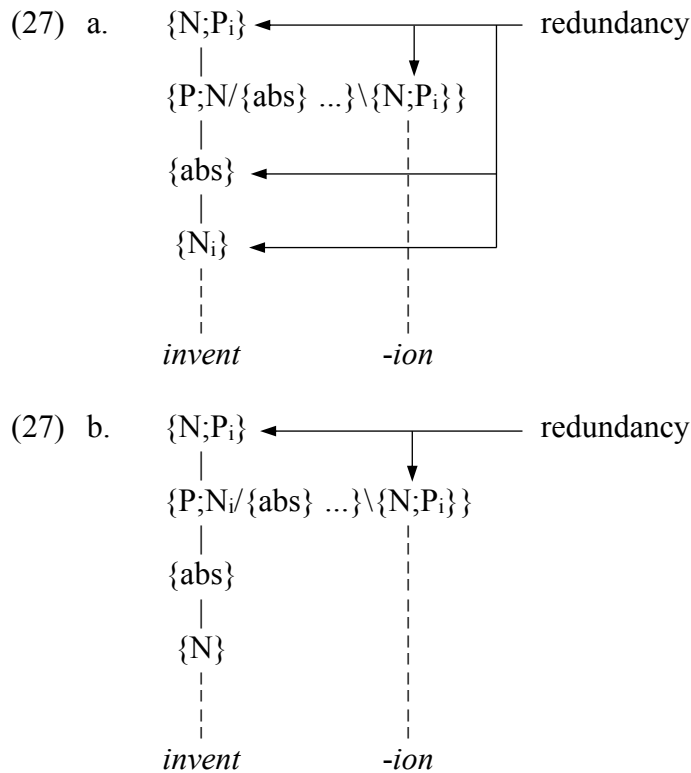 (27) a. {N;Pᵢ} redundancy
{P;N/{abs} ...}\{N;Pᵢ}}
{abs}
{Nᵢ}
invent -ion
(27) b. {N;Pᵢ} redundancy
{P;Nᵢ/{abs} ...}\{N;Pᵢ}}
{abs}
{N}
invent -ion